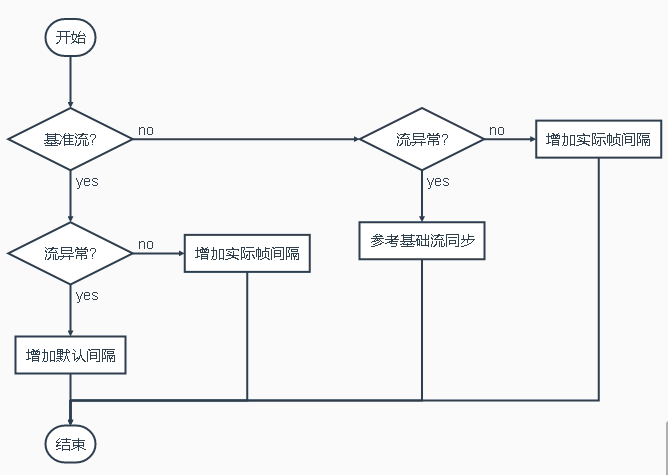 开始
基准流?
no
流异常?
no
增加实际帧间隔
yes
yes
流异常?
no
增加实际帧间隔
参考基础流同步
yes
增加默认间隔
结束